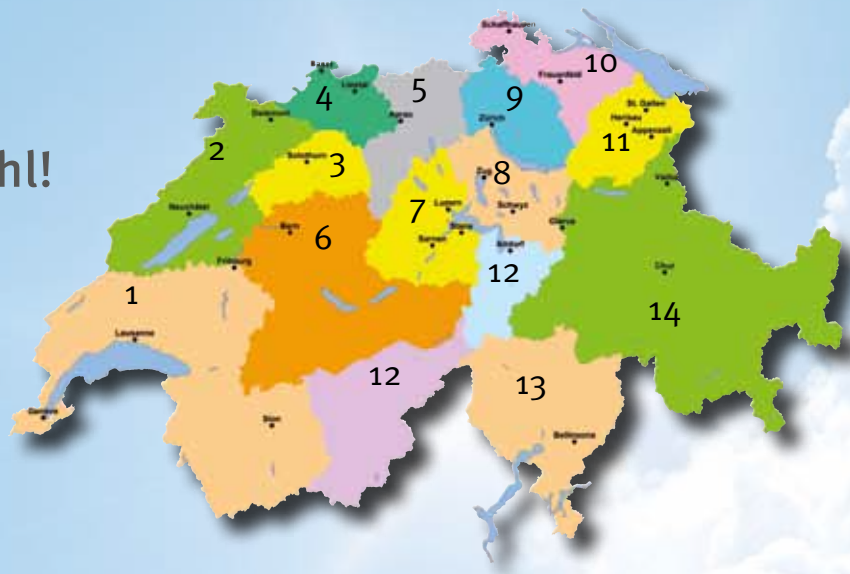 Schaffhausen
10
Basel
4
Liestal
5
Frauenfeld
9
St. Gallen
Herisau
Appenzell
11
Delémont
Aarau
Zürich
2
Solothurn
3
Zug
8
Vaduz
hl!
Neuchâtel
7
Luzern
Schwyz
Glarus
6
Bern
Stans
Sarnen
Altdorf
Fribourg
12
Chur
1
14
Lausanne
12
13
Genève
Sion
Bellinzona